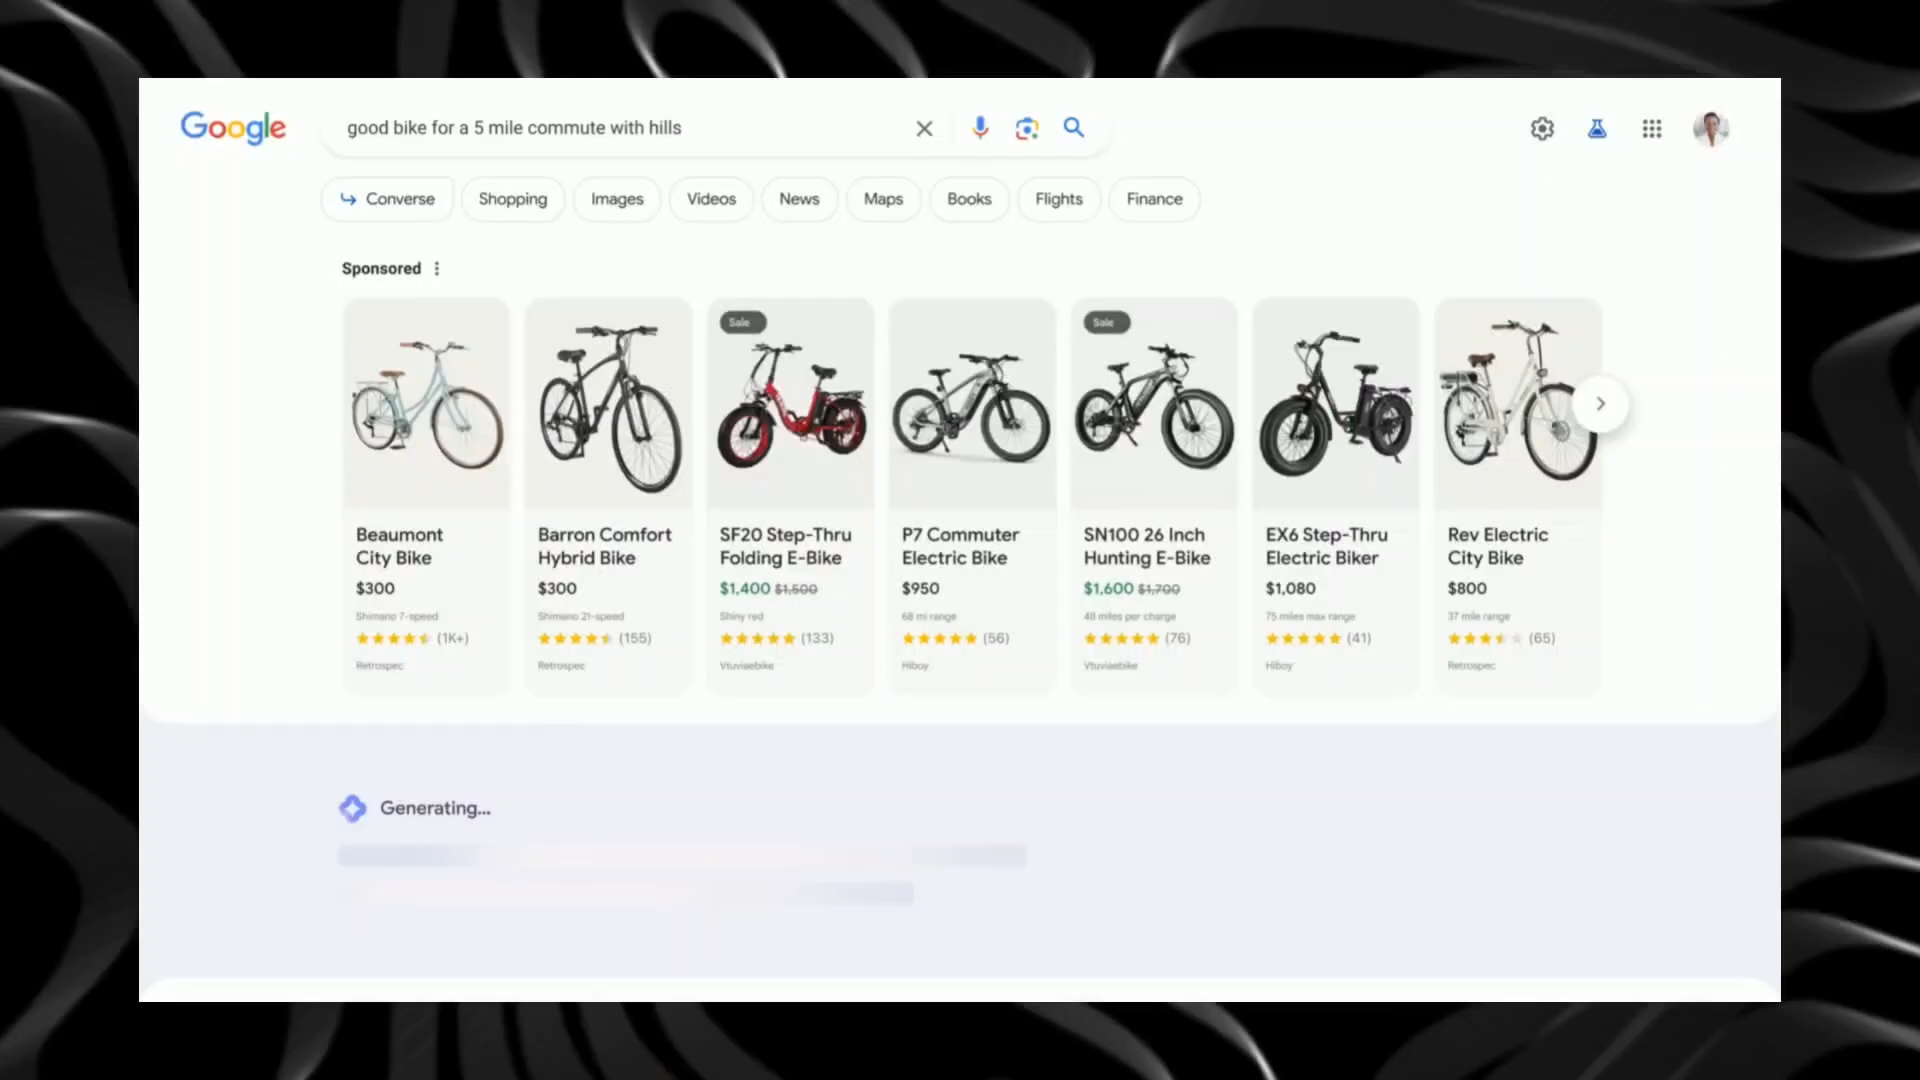 Google
good bike for a 5 mile commute with hills
Converse
Shopping
Images
Videos
News
Maps
Books
Flights
Finance
Sponsored
Beaumont
City Bike
$300
Shimano 7-speed
(1K+)
Retrospec
Barron Comfort
Hybrid Bike
$300
Shimano 21-speed
(155)
Retrospec
Sale
SF20 Step-Thru
Folding E-Bike
$1,400 $1,500
Shiny red
(133)
Vtuviaebike
P7 Commuter
Electric Bike
$950
68 mi range
(56)
Hiboy
Sale
SN100 26 Inch
Hunting E-Bike
$1,600 $1,700
48 miles per charge
(76)
Vtuviaebike
EX6 Step-Thru
Electric Biker
$1,080
75 miles max range
(41)
Hiboy
Rev Electric
City Bike
$800
37 mile range
(65)
Retrospec
Generating...